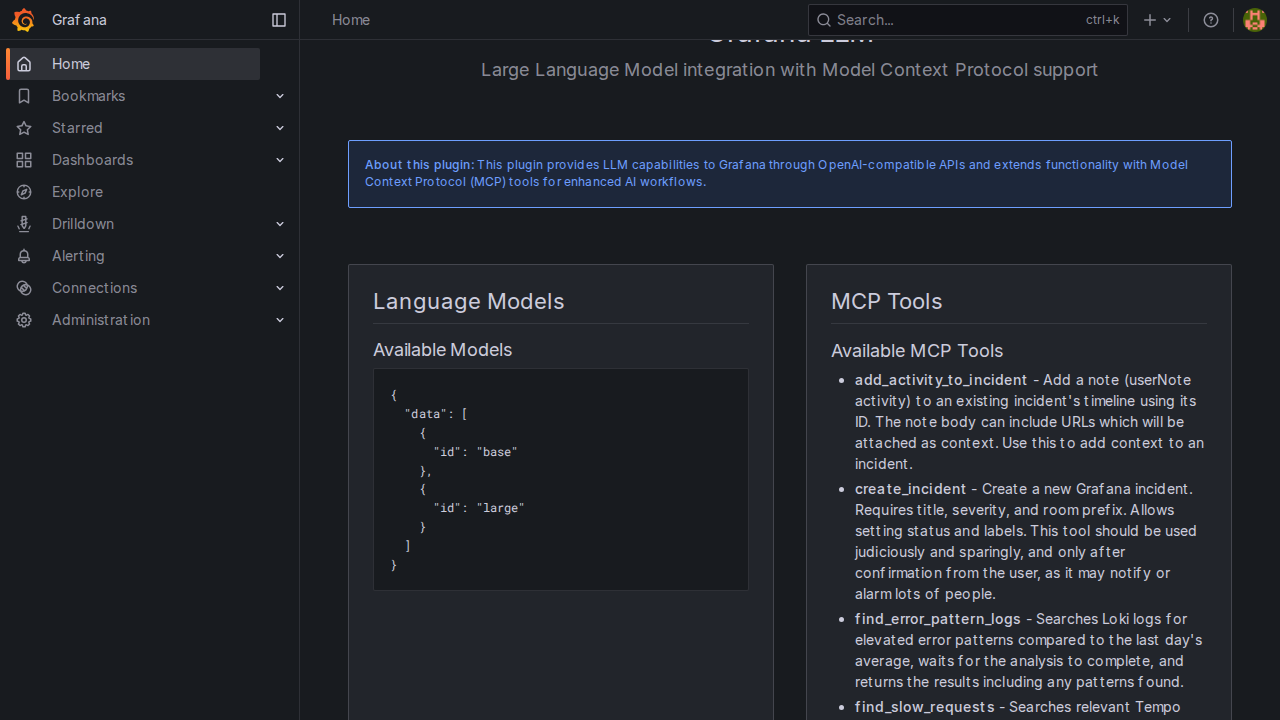 Grafana
Home
Search...
ctrl+k
Home
Bookmarks
Starred
Dashboards
Explore
Drilldown
Alerting
Connections
Administration
Grafana LLM
Large Language Model integration with Model Context Protocol support
About this plugin: This plugin provides LLM capabilities to Grafana through OpenAI-compatible APIs and extends functionality with Model
Context Protocol (MCP) tools for enhanced AI workflows.
Language Models
Available Models
{
"data": [
{
"id": "base"
},
{
"id": "large"
}
]
}
MCP Tools
Available MCP Tools
add_activity_to_incident - Add a note (userNote
activity) to an existing incident's timeline using its
ID. The note body can include URLs which will be
attached as context. Use this to add context to an
incident.
create_incident - Create a new Grafana incident.
Requires title, severity, and room prefix. Allows
setting status and labels. This tool should be used
judiciously and sparingly, and only after
confirmation from the user, as it may notify or
alarm lots of people.
find_error_pattern_logs - Searches Loki logs for
elevated error patterns compared to the last day's
average, waits for the analysis to complete, and
returns the results including any patterns found.
find_slow_requests - Searches relevant Tempo